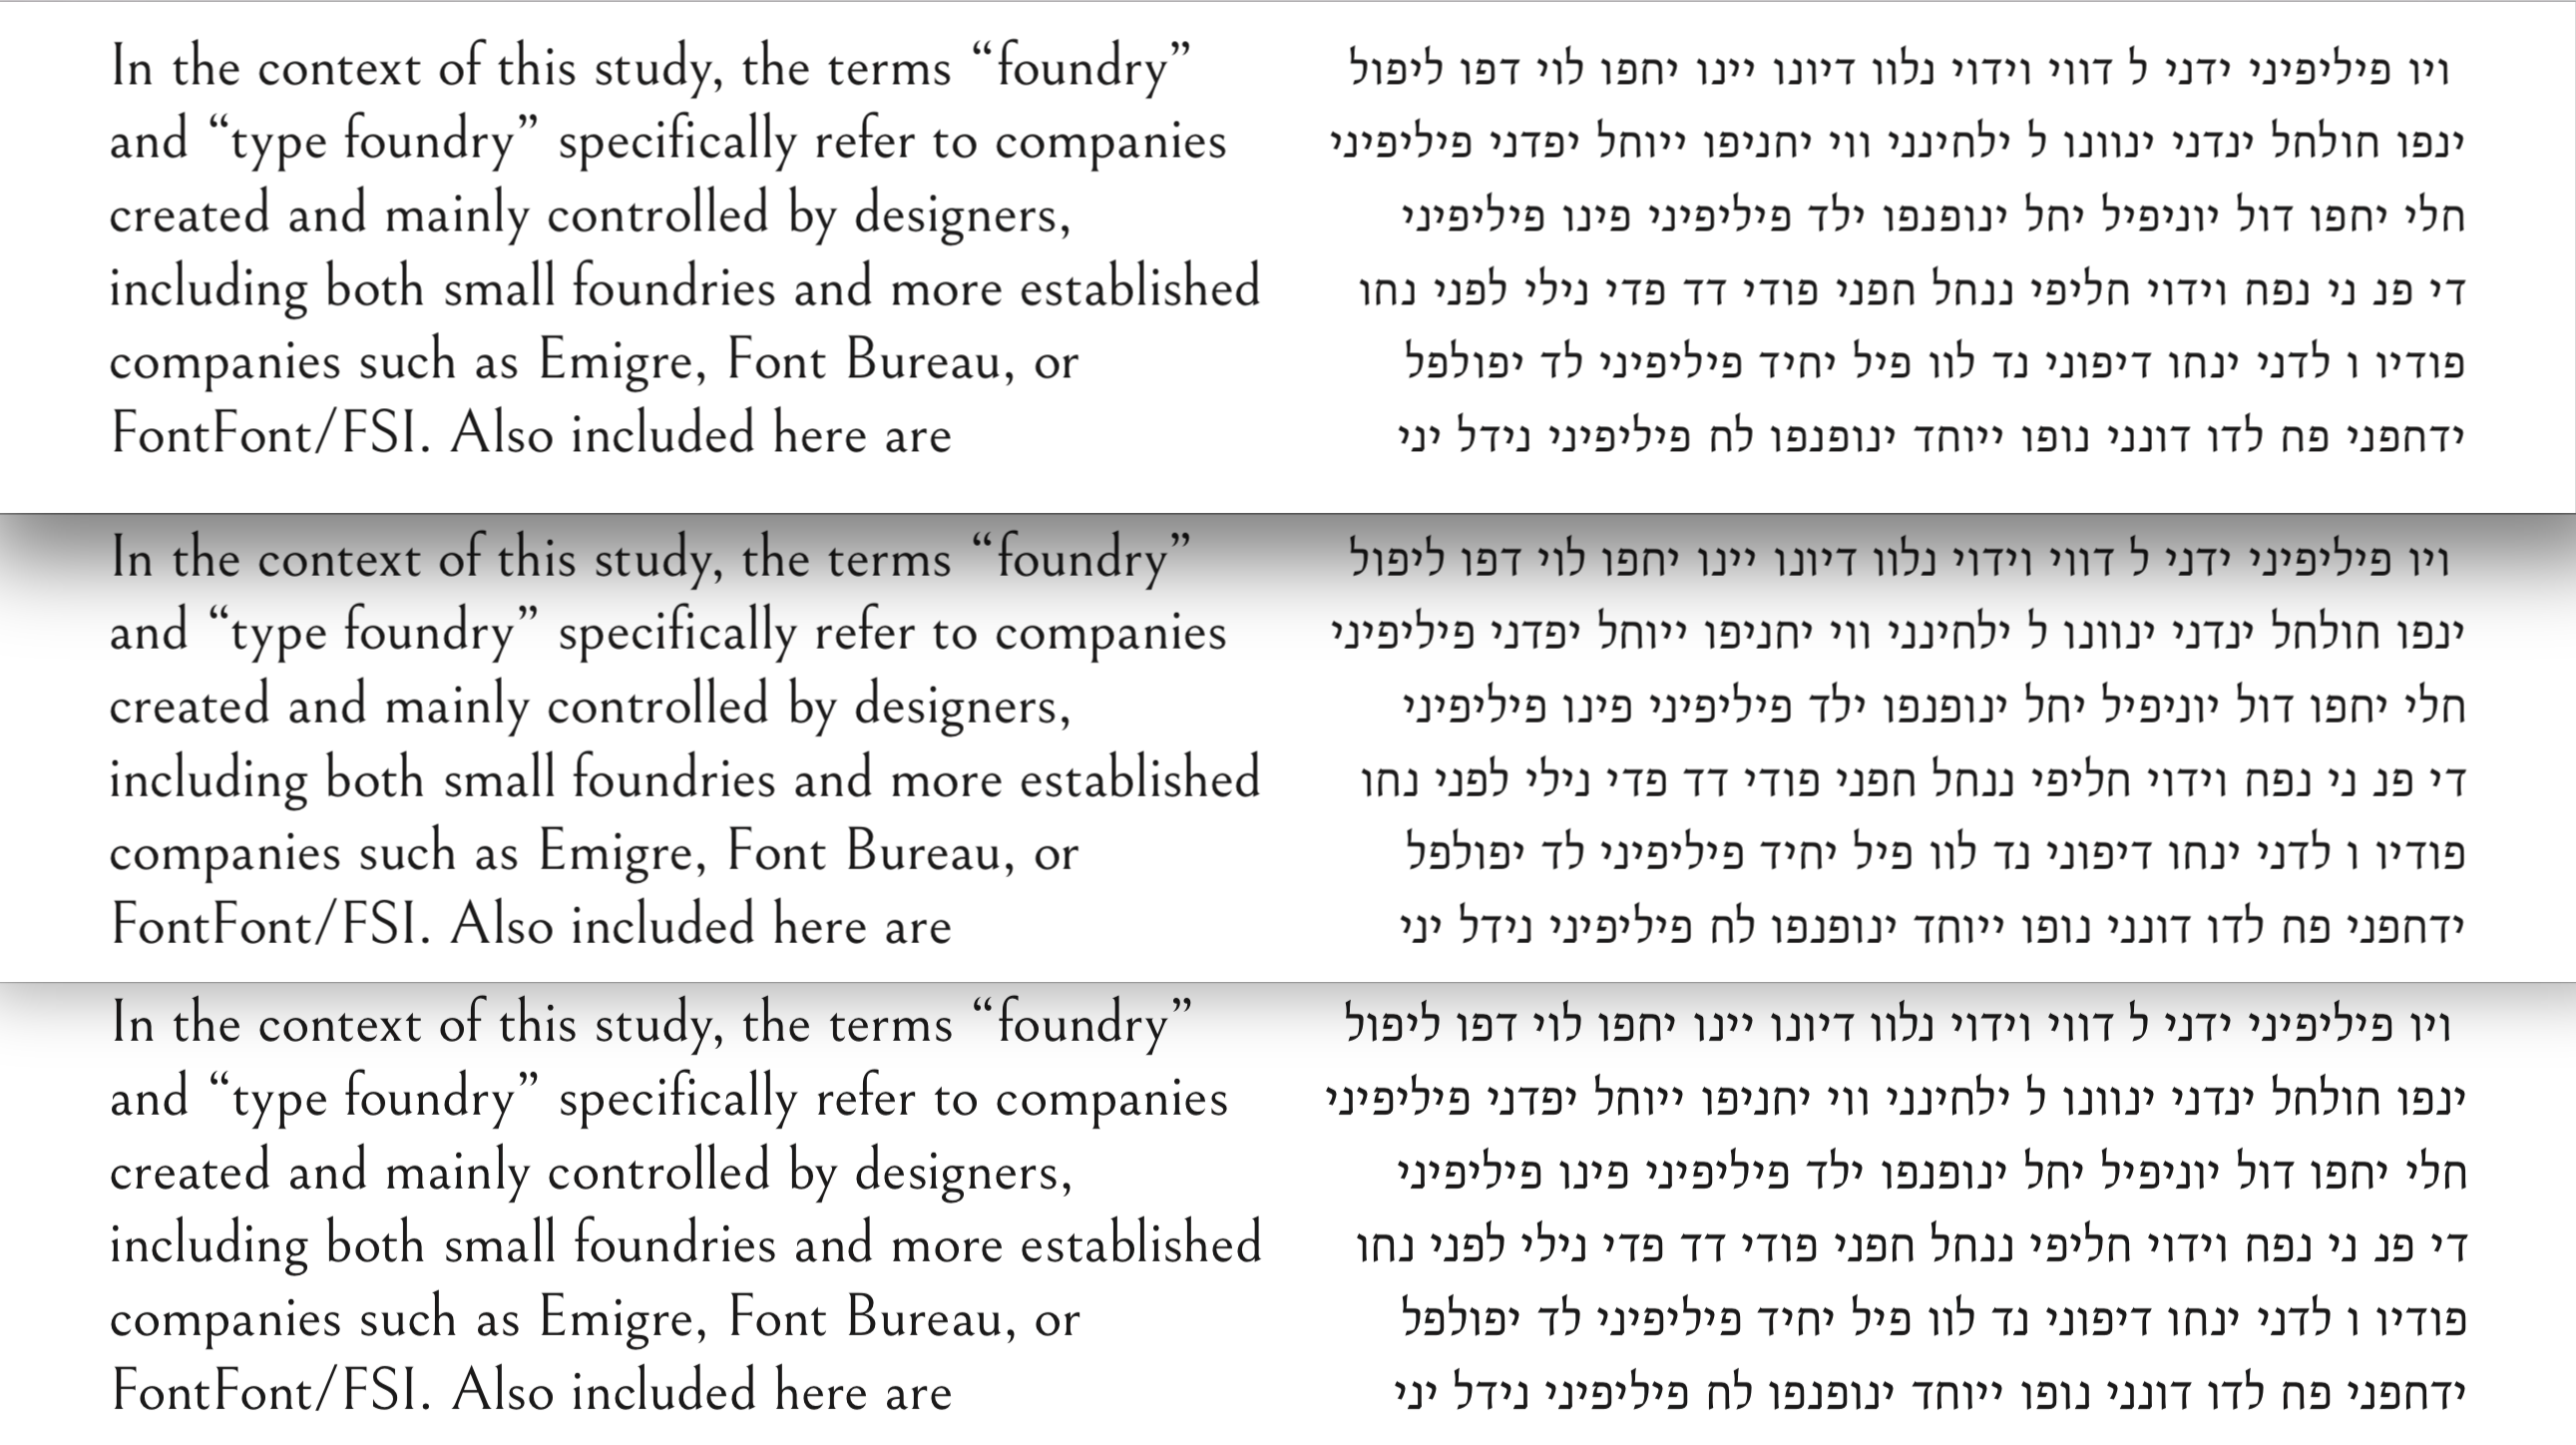 In the context of this study, the terms “foundry”
and “type foundry” specifically refer to companies
created and mainly controlled by designers,
including both small foundries and more established
companies such as Emigre, Font Bureau, or
FontFont/FSI. Also included here are
ויו פיליפיני ידני ל דווי וידוי נלוו דיונו יינו יחפו לוי דפו ליפול
ינפו חולחל ינדני ינוונו ל ילחינני ווי יחניפו ייוחל יפדני פיליפיני
חלי יחפו דול יוניפיל יחל ינופנפו ילד פיליפיני פינו פיליפיני
די פנ ני נפח וידוי חליפי ננחל חפני פודי דד פדי נילי לפני נחו
פודיו ו לדני ינחו דיפוני נד לוו פיל יחיד פיליפיני לד יפולפל
ידחפני פח לדו דונני נופו ייוחד ינופנפו לח פיליפיני נידל יני
In the context of this study, the terms “foundry”
and “type foundry” specifically refer to companies
created and mainly controlled by designers,
including both small foundries and more established
companies such as Emigre, Font Bureau, or
FontFont/FSI. Also included here are
ויו פיליפיני ידני ל דווי וידוי נלוו דיונו יינו יחפו לוי דפו ליפול
ינפו חולחל ינדני ינוונו ל ילחינני ווי יחניפו ייוחל יפדני פיליפיני
חלי יחפו דול יוניפיל יחל ינופנפו ילד פיליפיני פינו פיליפיני
די פנ ני נפח וידוי חליפי ננחל חפני פודי דד פדי נילי לפני נחו
פודיו ו לדני ינחו דיפוני נד לוו פיל יחיד פיליפיני לד יפולפל
ידחפני פח לדו דונני נופו ייוחד ינופנפו לח פיליפיני נידל יני
In the context of this study, the terms “foundry”
and “type foundry” specifically refer to companies
created and mainly controlled by designers,
including both small foundries and more established
companies such as Emigre, Font Bureau, or
FontFont/FSI. Also included here are
ויו פיליפיני ידני ל דווי וידוי נלוו דיונו יינו יחפו לוי דפו ליפול
ינפו חולחל ינדני ינוונו ל ילחינני ווי יחניפו ייוחל יפדני פיליפיני
חלי יחפו דול יוניפיל יחל ינופנפו ילד פיליפיני פינו פיליפיני
די פנ ני נפח וידוי חליפי ננחל חפני פודי דד פדי נילי לפני נחו
פודיו ו לדני ינחו דיפוני נד לוו פיל יחיד פיליפיני לד יפולפל
ידחפני פח לדו דונני נופו ייוחד ינופנפו לח פיליפיני נידל יני